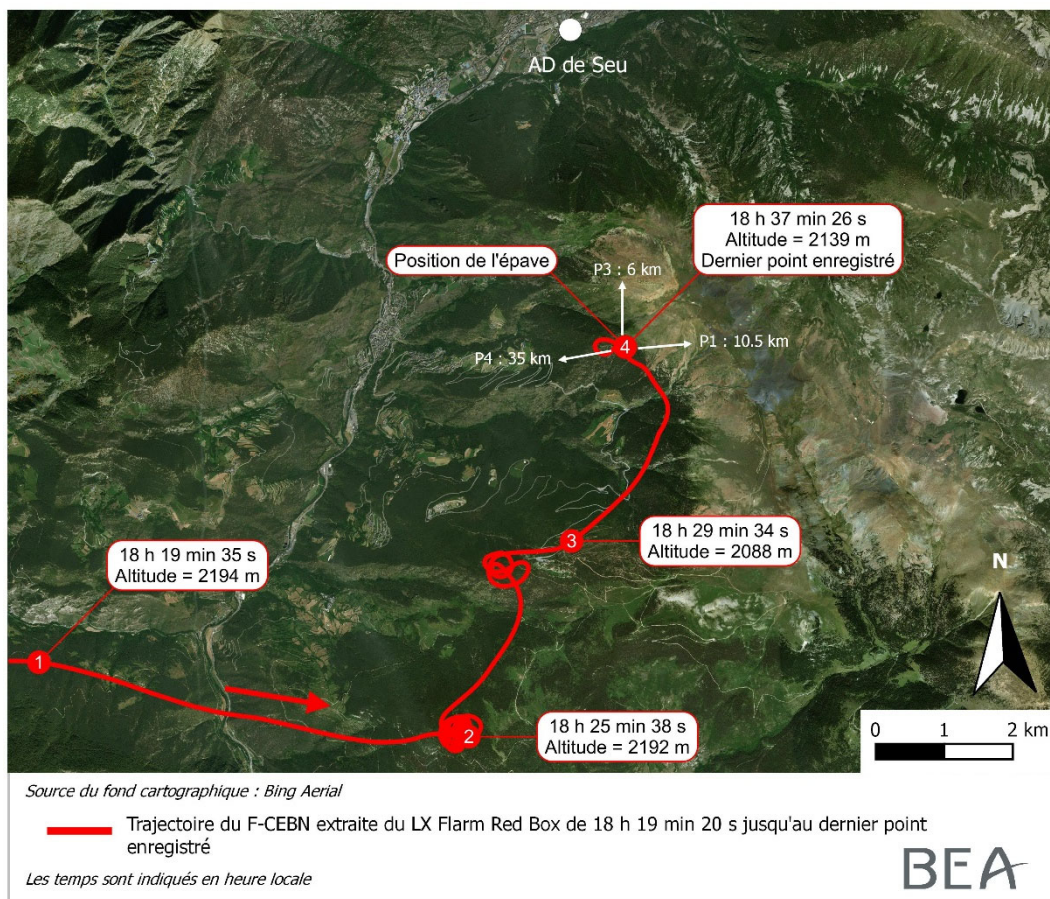 AD de Seu
18 h 37 min 26 s
Altitude = 2139 m
Dernier point enregistré
Position de l'épave
P3 : 6 km
4
P1 : 10.5 km
P4 : 35 km
3
18 h 29 min 34 s
Altitude = 2088 m
18 h 19 min 35 s
Altitude = 2194 m
N
1
2
18 h 25 min 38 s
Altitude = 2192 m
0 1 2 km
Source du fond cartographique : Bing Aerial
Trajectoire du F-CEBN extraite du LX Flarm Red Box de 18 h 19 min 20 s jusqu'au dernier point
enregistré
Les temps sont indiqués en heure locale
BEA